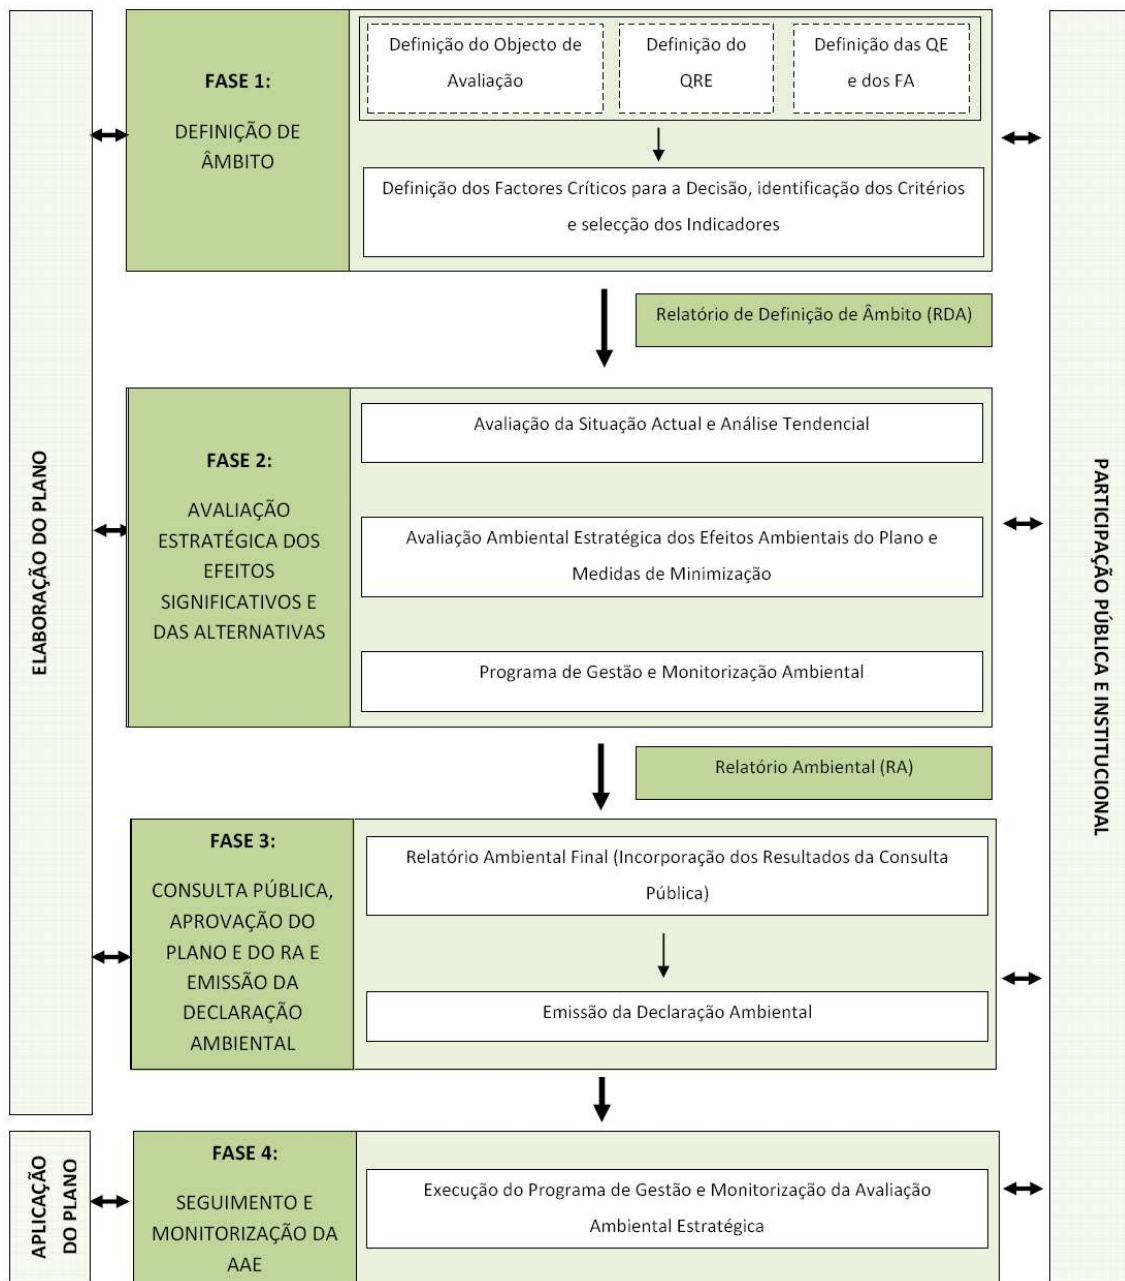 ELABORAÇÃO DO PLANO
FASE 1:
DEFINIÇÃO DE
ÂMBITO
Definição do Objecto de
Avaliação
Definição do
QRE
Definição das QE
e dos FA
Definição dos Factores Críticos para a Decisão, identificação dos Critérios
e selecção dos Indicadores
Relatório de Definição de Âmbito (RDA)
FASE 2:
AVALIAÇÃO
ESTRATÉGICA DOS
EFEITOS
SIGNIFICATIVOS E
DAS ALTERNATIVAS
Avaliação da Situação Actual e Análise Tendencial
Avaliação Ambiental Estratégica dos Efeitos Ambientais do Plano e
Medidas de Minimização
Programa de Gestão e Monitorização Ambiental
Relatório Ambiental (RA)
FASE 3:
CONSULTA PÚBLICA,
APROVAÇÃO DO
PLANO E DO RA E
EMISSÃO DA
DECLARAÇÃO
AMBIENTAL
Relatório Ambiental Final (Incorporação dos Resultados da Consulta
Pública)
Emissão da Declaração Ambiental
APLICAÇÃO
DO PLANO
FASE 4:
SEGUIMENTO E
MONITORIZAÇÃO DA
AAE
Execução do Programa de Gestão e Monitorização da Avaliação
Ambiental Estratégica
PARTICIPAÇÃO PÚBLICA E INSTITUCIONAL